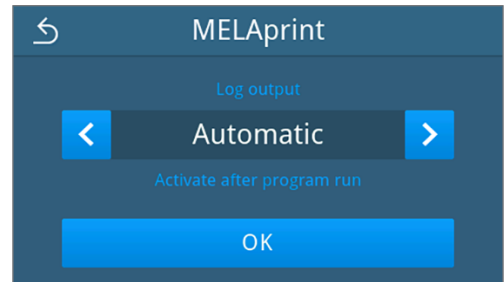 MELAprint
Log output
Automatic
Activate after program run
OK